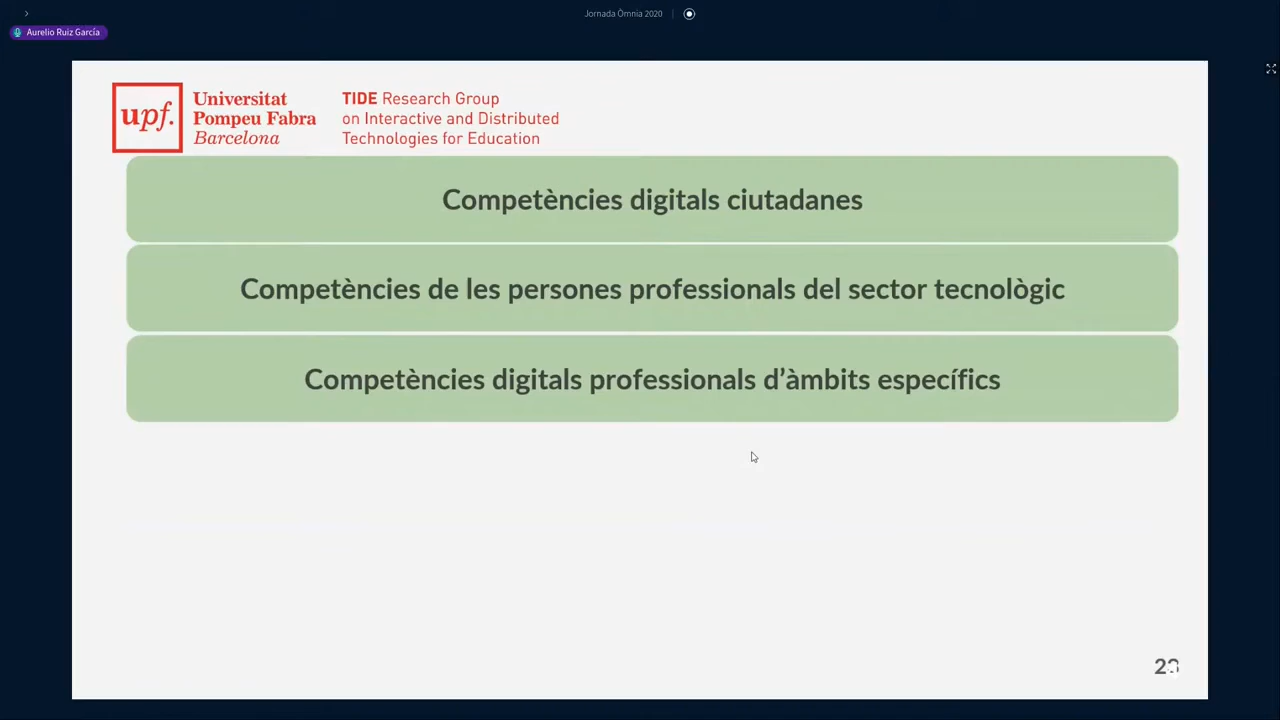 Jornada Òmnia 2020
Aurelio Ruiz García
upf.
Universitat
Pompeu Fabra
Barcelona
TIDE Research Group
on Interactive and Distributed
Technologies for Education
Competències digitals ciutadanes
Competències de les persones professionals del sector tecnològic
Competències digitals professionals d’àmbits específics